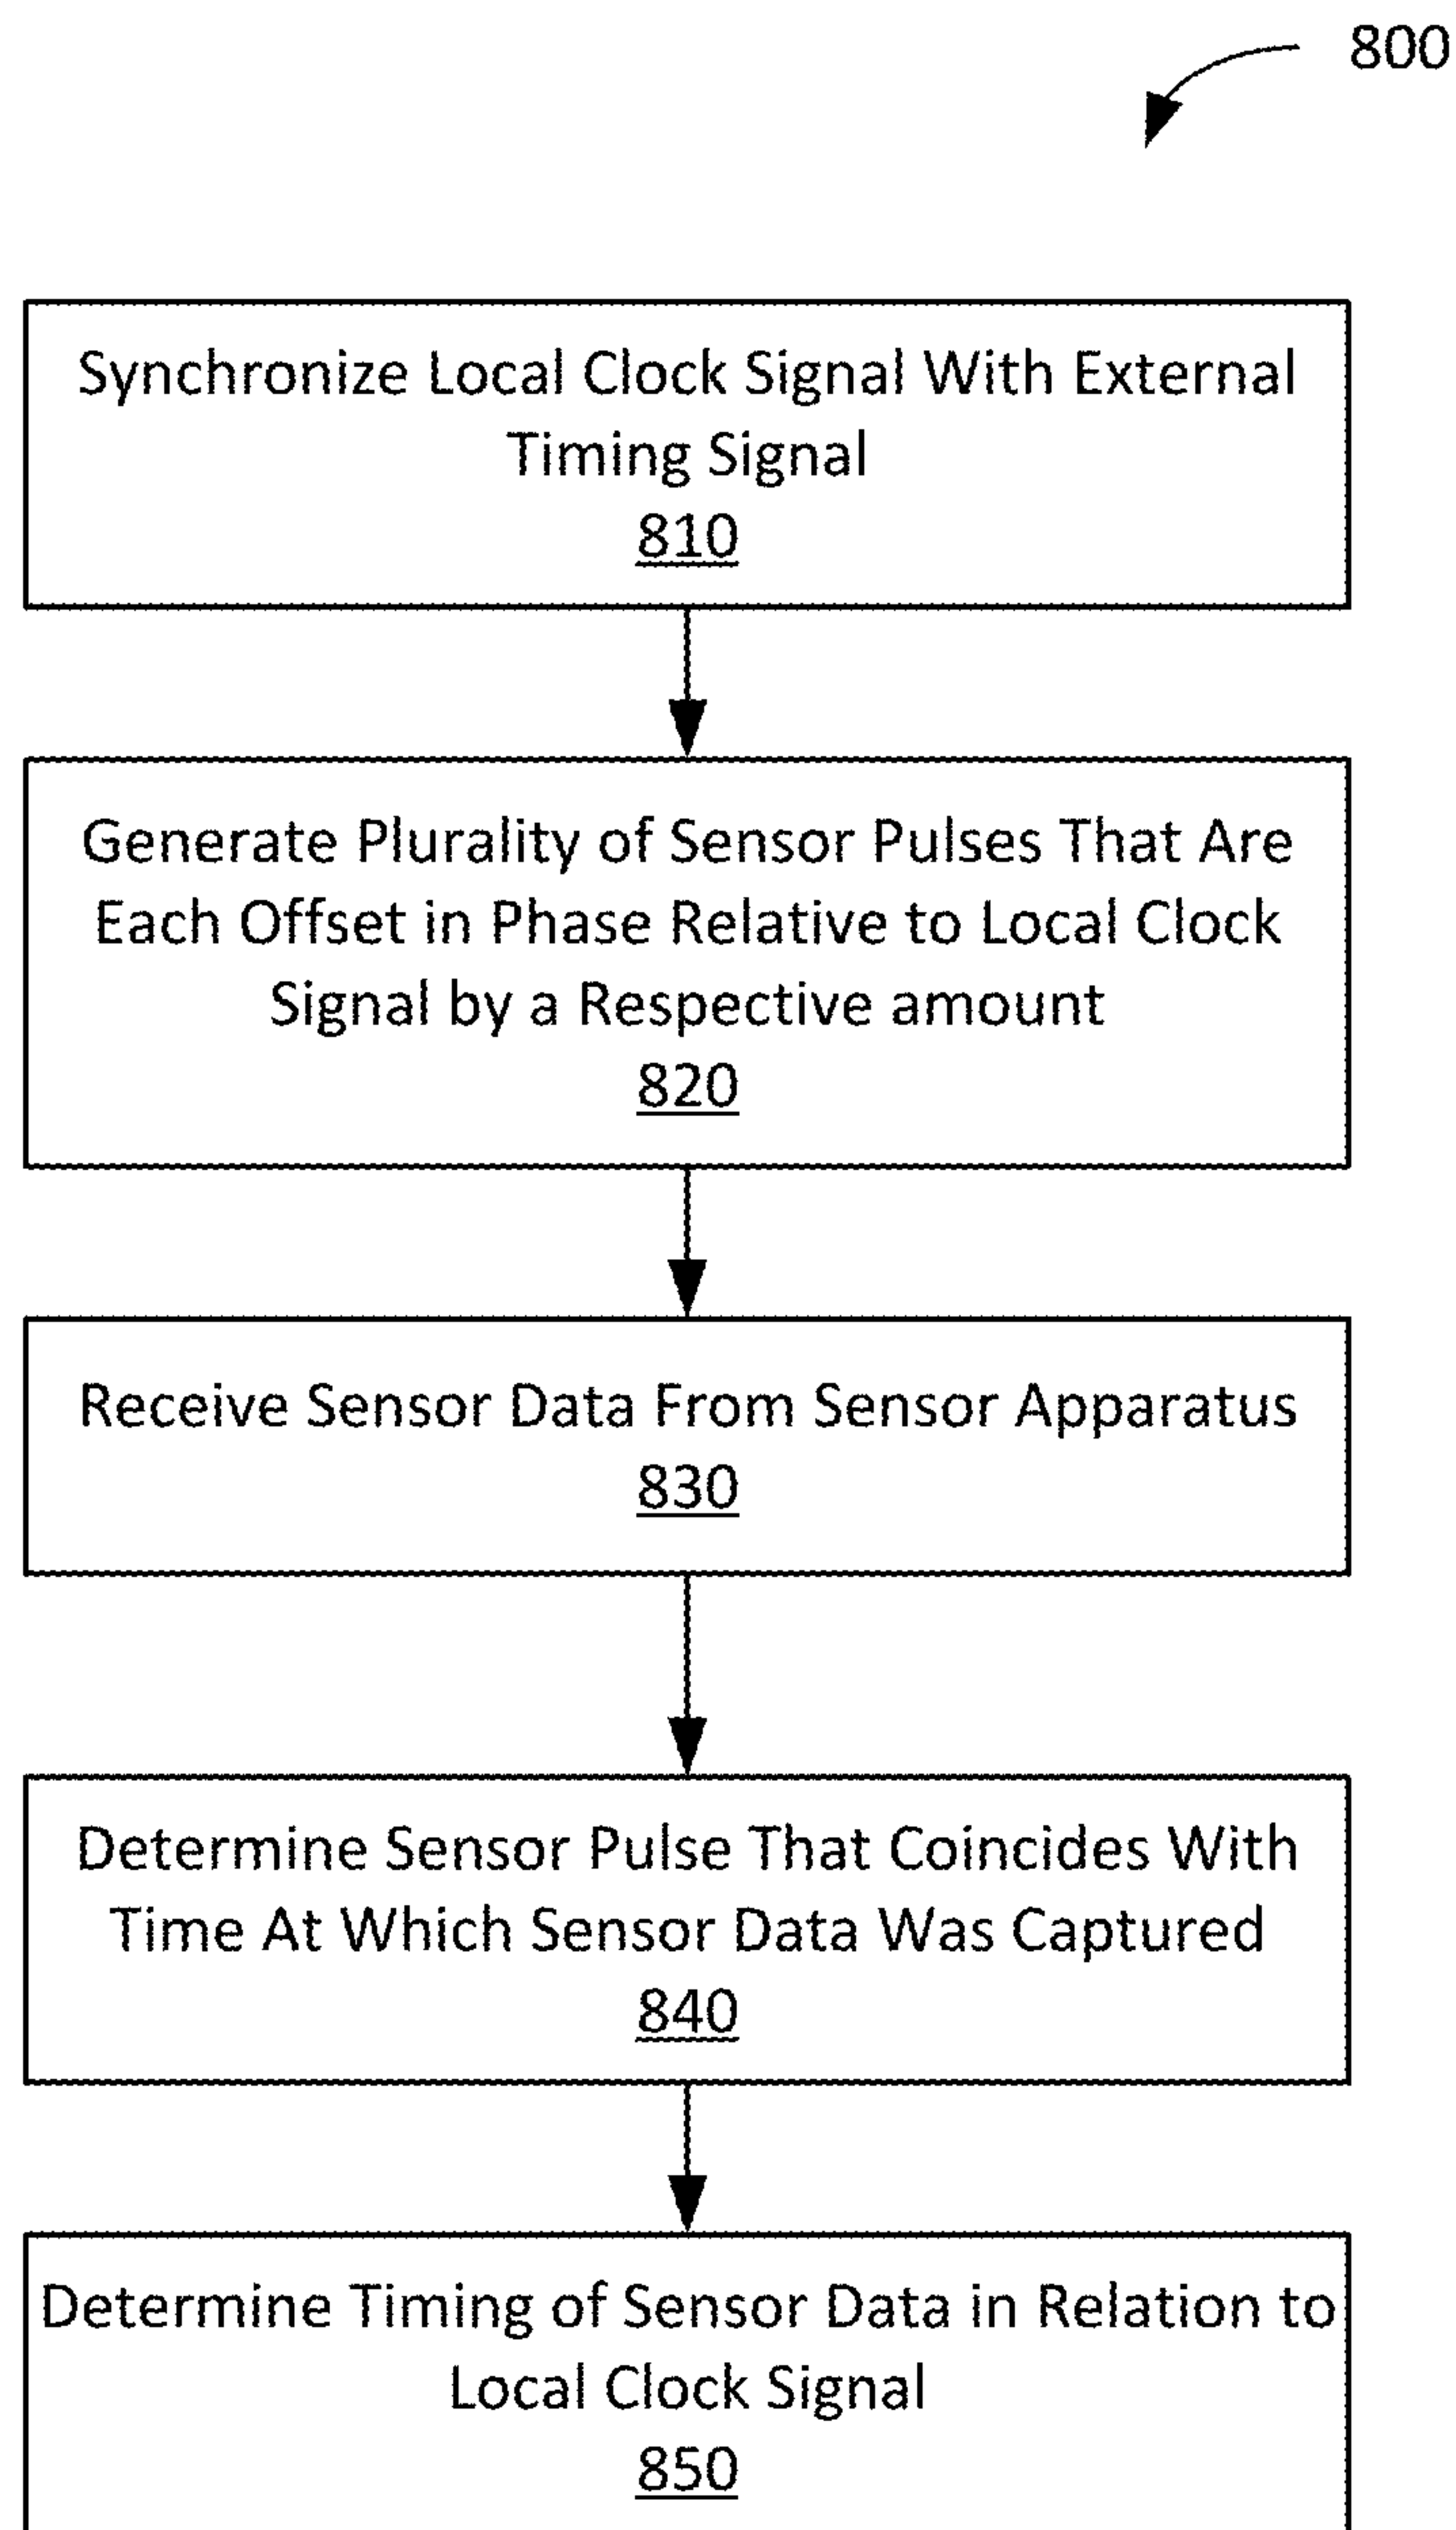 800
Synchronize Local Clock Signal With External
Timing Signal
810
Generate Plurality of Sensor Pulses That Are
Each Offset in Phase Relative to Local Clock
Signal by a Respective amount
820
Receive Sensor Data From Sensor Apparatus
830
Determine Sensor Pulse That Coincides With
Time At Which Sensor Data Was Captured
840
Determine Timing of Sensor Data in Relation to
Local Clock Signal
850